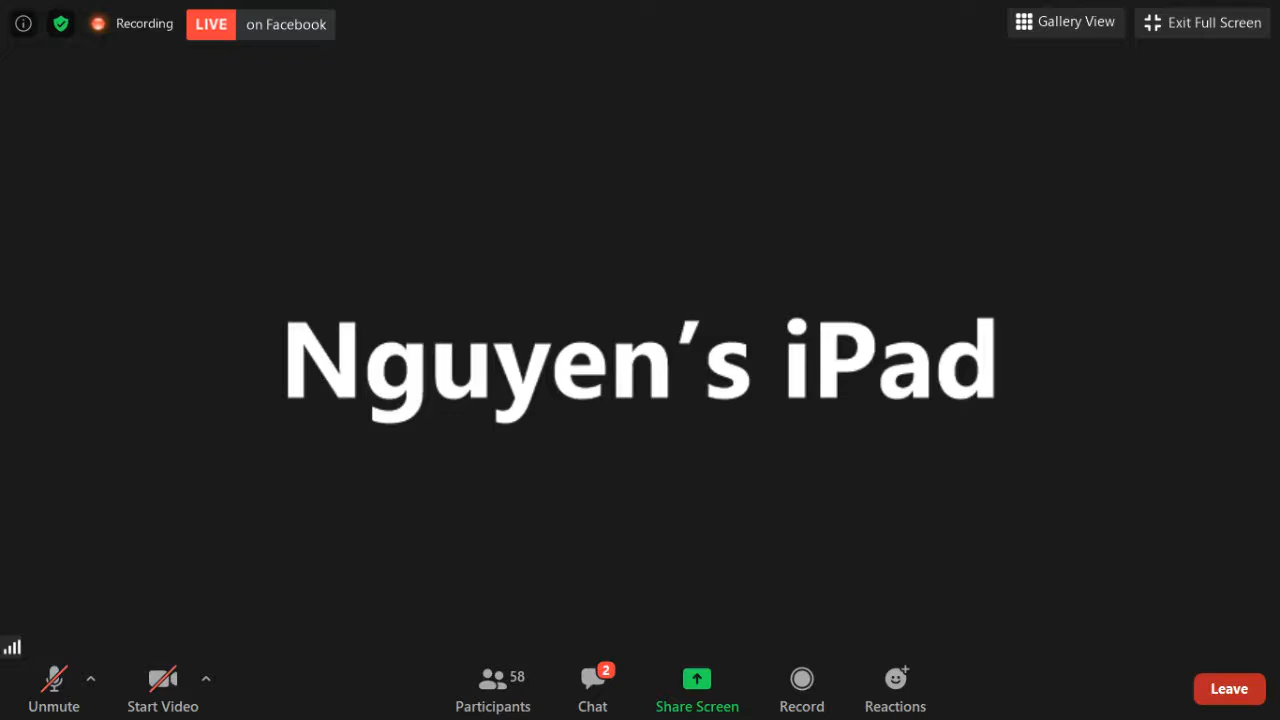 Recording LIVE on Facebook Gallery View Exit Full Screen
Nguyen’s iPad
58 2
Unmute Start Video Participants Chat Share Screen Record Reactions Leave